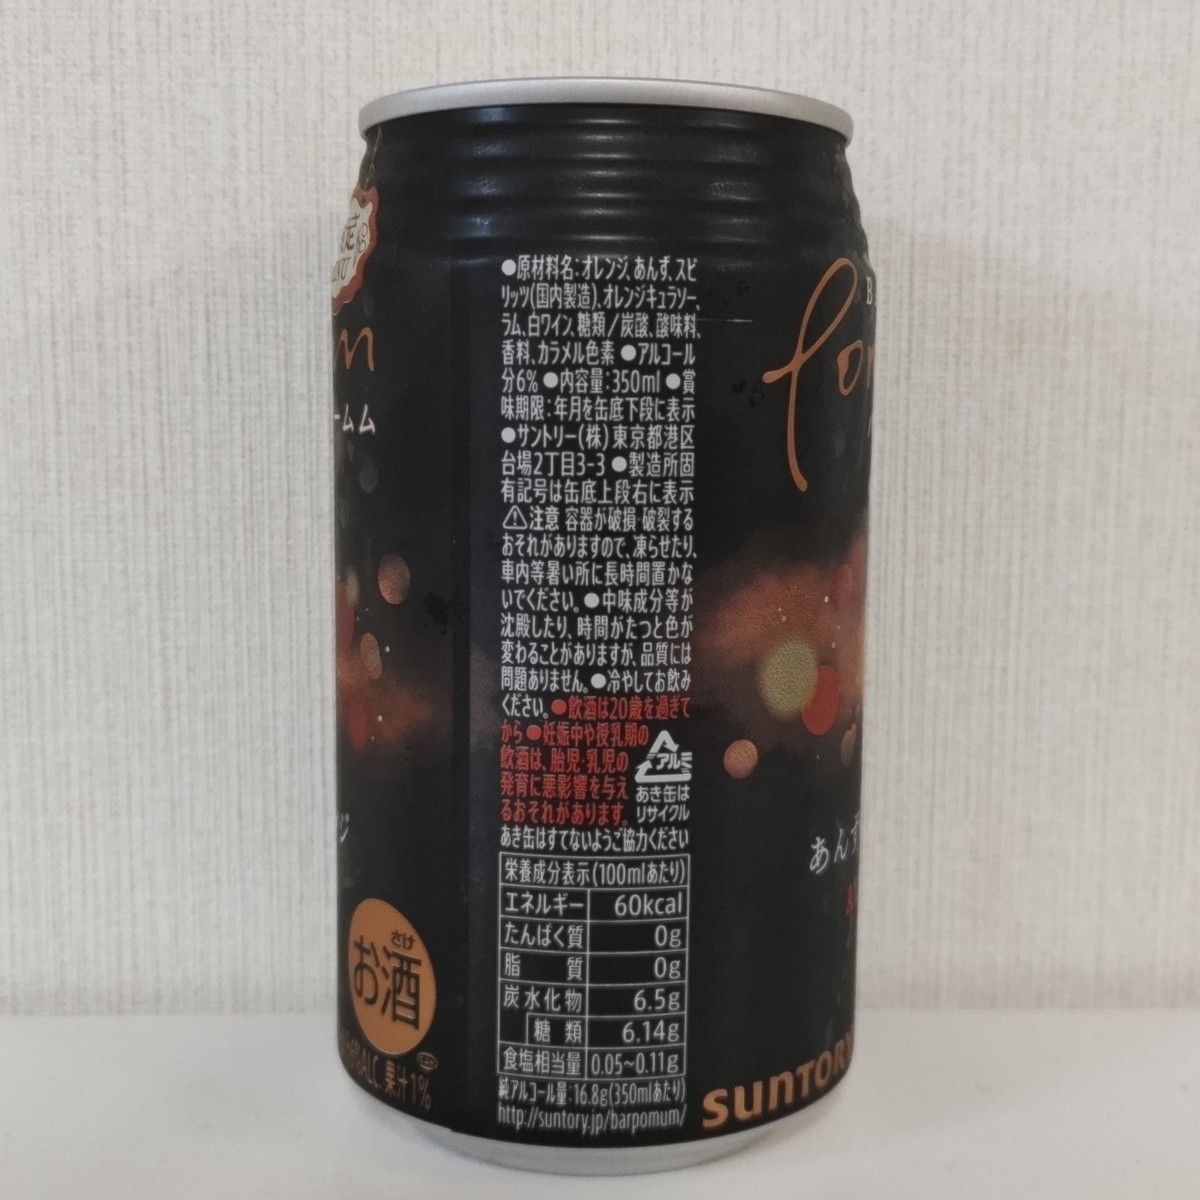 ●原材料名:オレンジ、あんず、スピ
リッツ(国内製造)、オレンジキュラソー、
ラム、白ワイン、糖類/炭酸、酸味料、
香料、カラメル色素 ●アルコール
分6% ●内容量:350ml ●賞
味期限:年月を缶底下段に表示
●サントリー(株)東京都港区
台場2丁目3-3 ●製造所固
有記号は缶底上段右に表示
⚠注意 容器が破損・破裂する
おそれがありますので、凍らせたり、
車内等暑い所に長時間置かな
いでください。●中味成分等が
沈殿したり、時間がたつと色が
変わることがありますが、品質には
問題ありません。●冷やしてお飲み
ください。●飲酒は20歳を過ぎて
から ●妊娠中や授乳期の
飲酒は、胎児・乳児の
発育に悪影響を与え
るおそれがあります。
アルミ
あき缶は
リサイクル
あき缶はすてないようご協力ください
栄養成分表示(100mlあたり)
エネルギー 60kcal
たんぱく質 0g
脂質 0g
炭水化物 6.5g
糖類 6.14g
食塩相当量 0.05~0.11g
純アルコール量:16.8g(350mlあたり)
http://suntory.jp/barpomum/
m
ームム
ジ
さけ
お酒
ALC. 果汁1%
B
Pom
あんず
SUNTORY